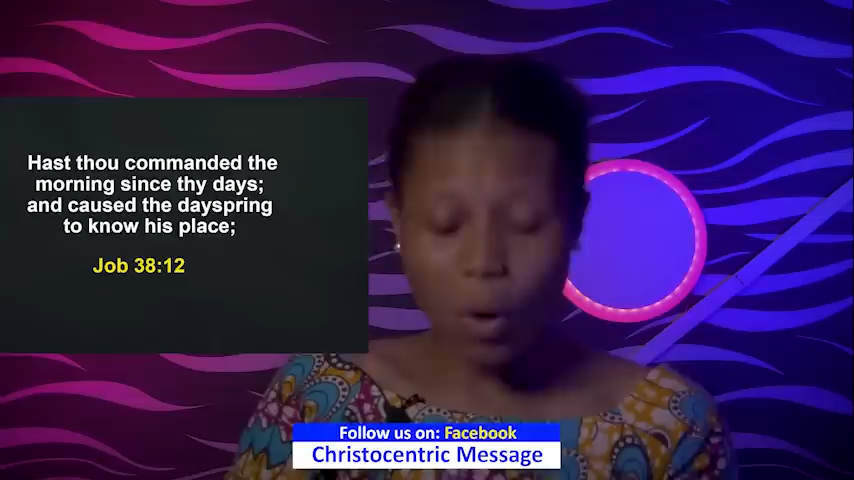 Hast thou commanded the
morning since thy days;
and caused the dayspring
to know his place;
Job 38:12
Follow us on: Facebook
Christocentric Message